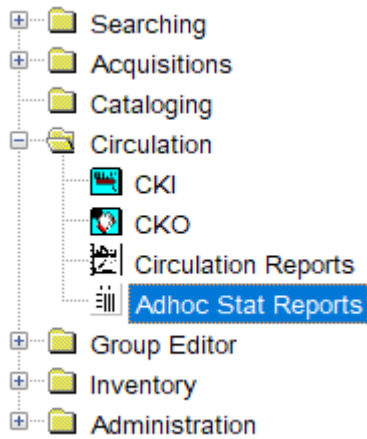 Searching
Acquisitions
Cataloging
Circulation
CKI
CKO
Circulation Reports
Adhoc Stat Reports
Group Editor
Inventory
Administration